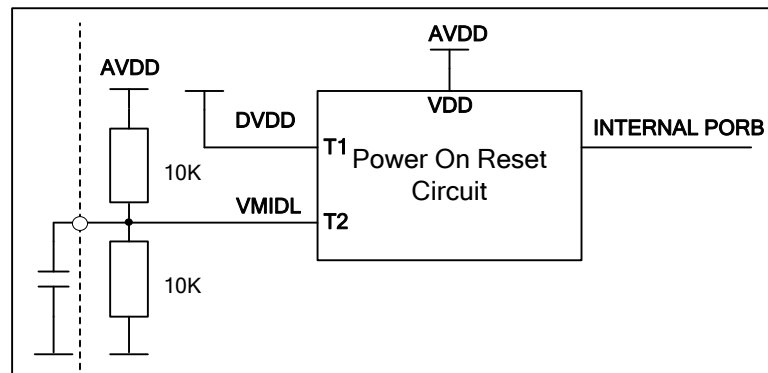 AVDD
AVDD
VDD
DVDD
T1
INTERNAL PORB
Power On Reset
Circuit
10K
VMIDL
T2
10K